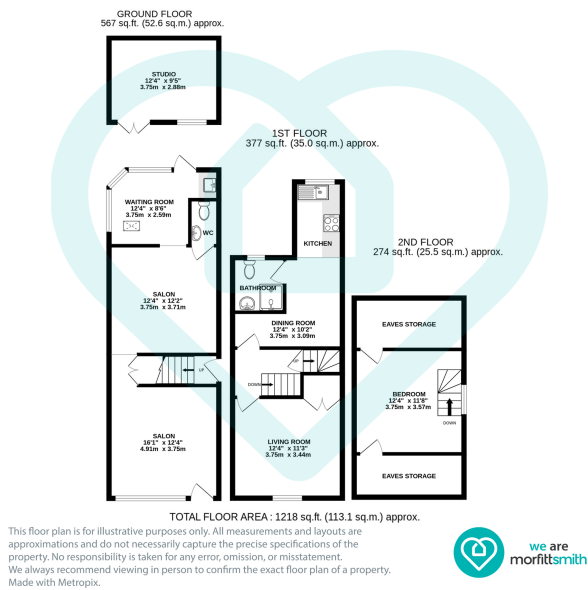 GROUND FLOOR
567 sq.ft. (52.6 sq.m.) approx.
STUDIO
12'4" x 9'5"
3.75m x 2.88m
1ST FLOOR
377 sq.ft. (35.0 sq.m.) approx.
WAITING ROOM
12'4" x 8'6"
3.75m x 2.59m
WC
KITCHEN
2ND FLOOR
274 sq.ft. (25.5 sq.m.) approx.
SALON
12'4" x 12'2"
3.75m x 3.71m
BATHROOM
DINING ROOM
12'4" x 10'2"
3.75m x 3.09m
EAVES STORAGE
UP
UP
DOWN
BEDROOM
12'4" x 11'8"
3.75m x 3.57m
DOWN
SALON
16'1" x 12'4"
4.91m x 3.75m
LIVING ROOM
12'4" x 11'3"
3.75m x 3.44m
EAVES STORAGE
TOTAL FLOOR AREA : 1218 sq.ft. (113.1 sq.m.) approx.
This floor plan is for illustrative purposes only. All measurements and layouts are
approximations and do not necessarily capture the precise specifications of the
property. No responsibility is taken for any error, omission, or misstatement.
We always recommend viewing in person to confirm the exact floor plan of a property.
Made with Metropix.
we are
morfittsmith